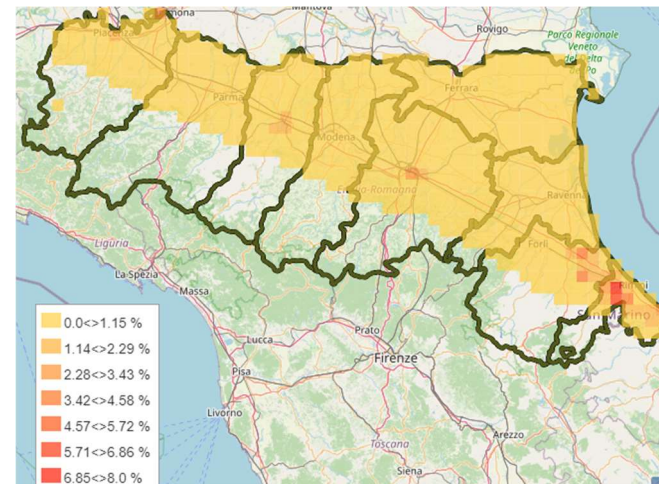 Mantova
Rovigo
Parco Regionale
Veneto
del Delta
Piacenza
Parma
Ferrara
Modena
Emilia-Romagna
Ravenna
Forlì
Rimini
San Marino
Liguria
La Spezia
Massa
Lucca
Prato
Pisa
Firenze
Livorno
Arezzo
Toscana
Siena
0.0<>1.15 %
1.14<>2.29 %
2.28<>3.43 %
3.42<>4.58 %
4.57<>5.72 %
5.71<>6.86 %
6.85<>8.0 %